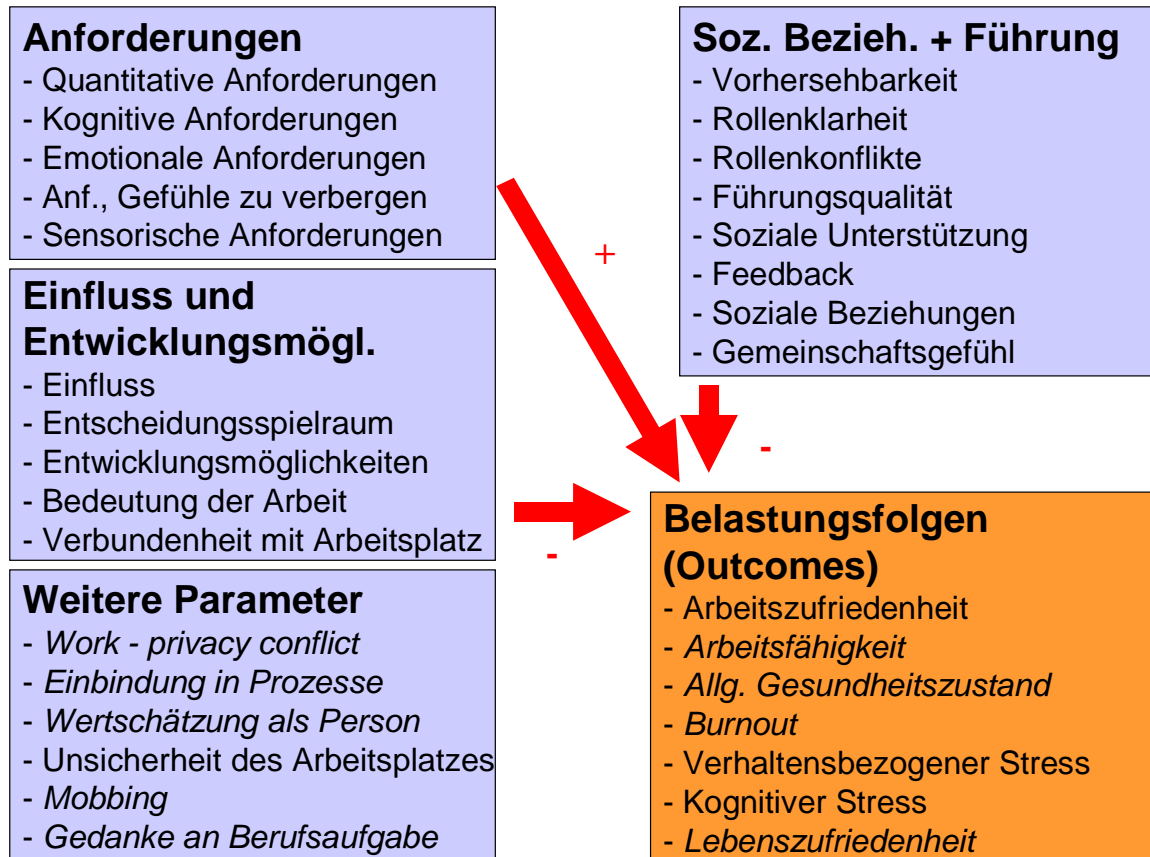 Anforderungen
- Quantitative Anforderungen
- Kognitive Anforderungen
- Emotionale Anforderungen
- Anf., Gefühle zu verbergen
- Sensorische Anforderungen
Einfluss und
Entwicklungsmögl.
- Einfluss
- Entscheidungsspielraum
- Entwicklungsmöglichkeiten
- Bedeutung der Arbeit
- Verbundenheit mit Arbeitsplatz
Weitere Parameter
- Work - privacy conflict
- Einbindung in Prozesse
- Wertschätzung als Person
- Unsicherheit des Arbeitsplatzes
- Mobbing
- Gedanke an Berufsaufgabe
Soz. Bezieh. + Führung
- Vorhersehbarkeit
- Rollenklarheit
- Rollenkonflikte
- Führungsqualität
- Soziale Unterstützung
- Feedback
- Soziale Beziehungen
- Gemeinschaftsgefühl
+
-
-
Belastungsfolgen
(Outcomes)
- Arbeitszufriedenheit
- Arbeitsfähigkeit
- Allg. Gesundheitszustand
- Burnout
- Verhaltensbezogener Stress
- Kognitiver Stress
- Lebenszufriedenheit